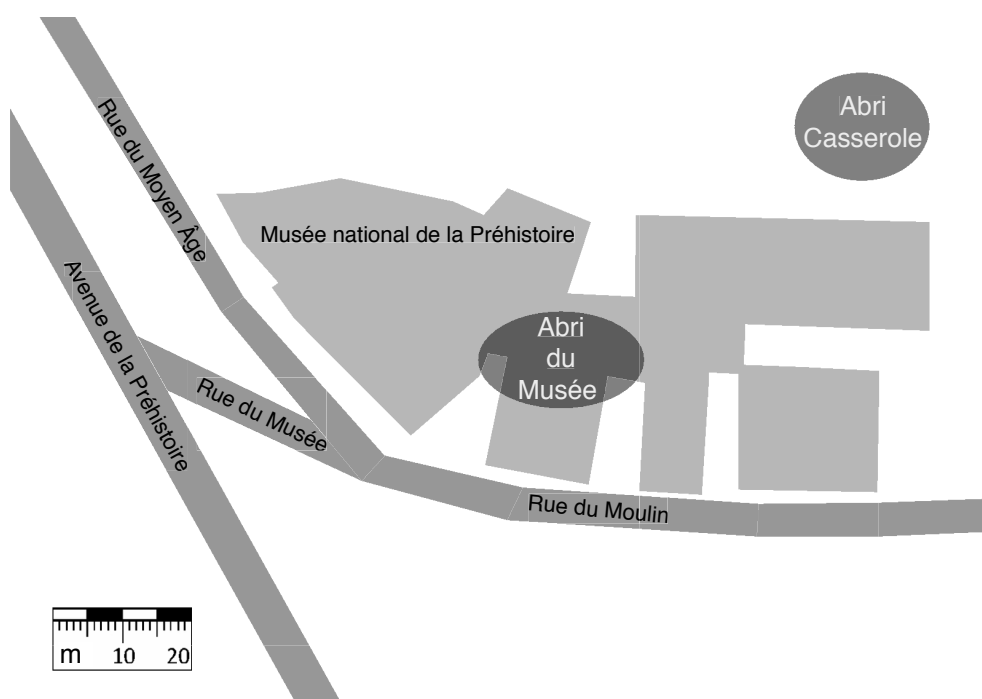 Abri
Casserole
Rue du Moyen Âge
Musée national de la Préhistoire
Avenue de la Préhistoire
Abri
du
Musée
Rue du Musée
Rue du Moulin
m 10 20